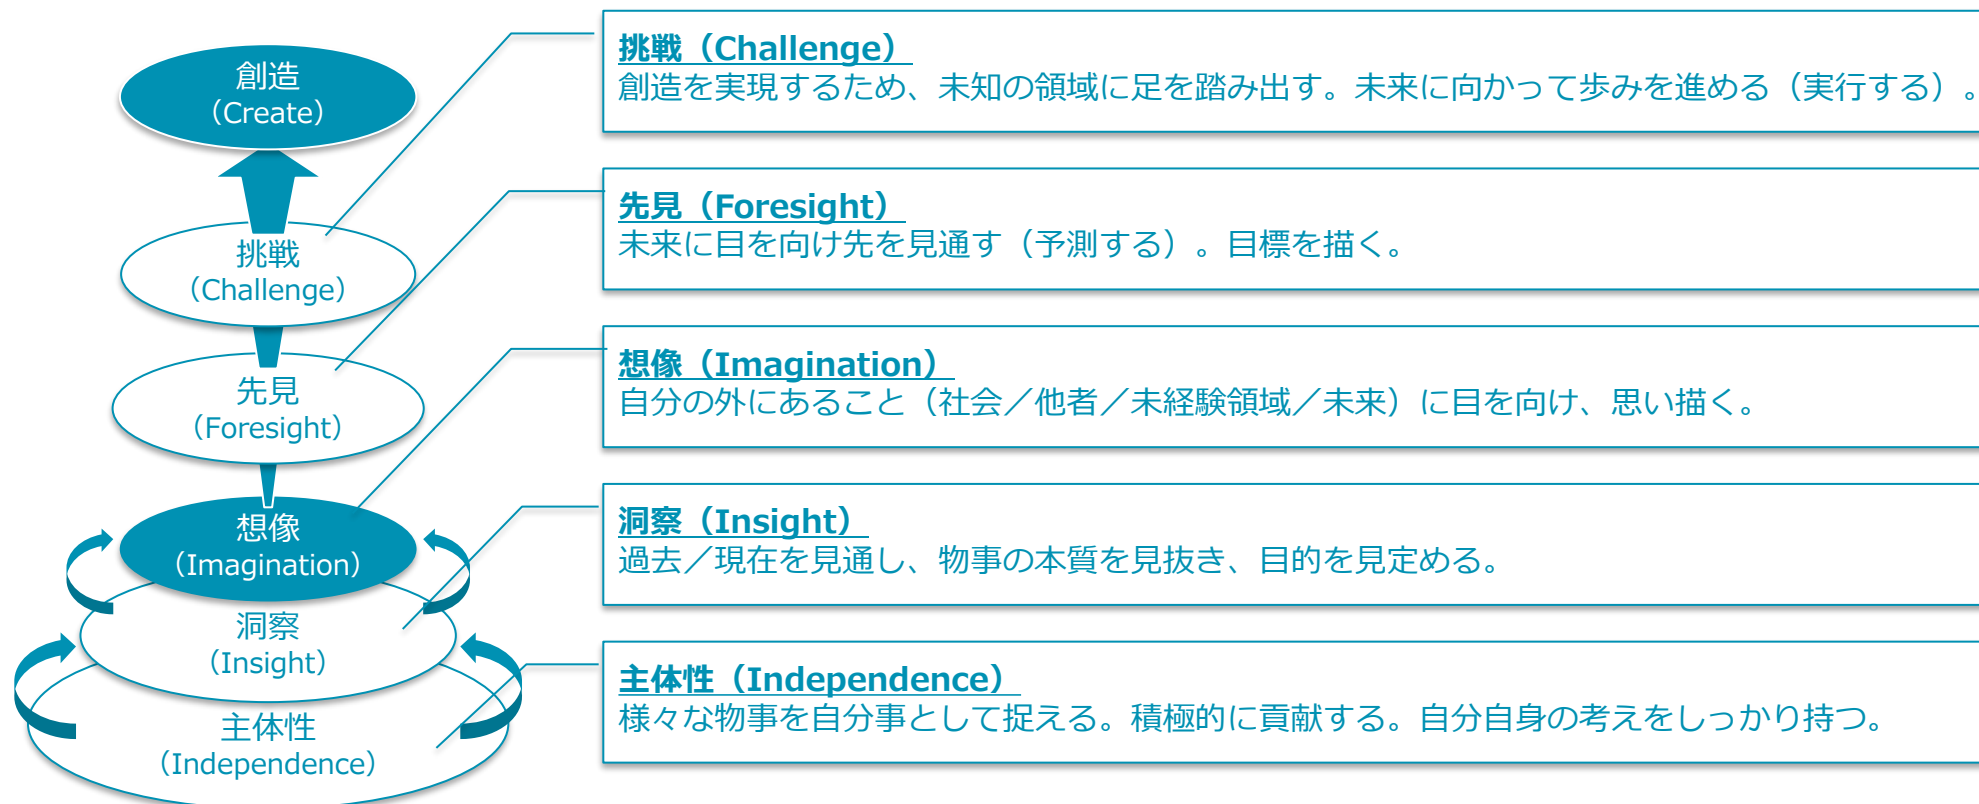 創造
（Create）
挑戦
（Challenge）
先見
（Foresight）
想像
（Imagination）
洞察
（Insight）
主体性
（Independence）
挑戦（Challenge）
創造を実現するため、未知の領域に足を踏み出す。未来に向かって歩みを進める（実行する）。
先見（Foresight）
未来に目を向け先を見通す（予測する）。目標を描く。
想像（Imagination）
自分の外にあること（社会／他者／未経験領域／未来）に目を向け、思い描く。
洞察（Insight）
過去／現在を見通し、物事の本質を見抜き、目的を見定める。
主体性（Independence）
様々な物事を自分事として捉える。積極的に貢献する。自分自身の考えをしっかり持つ。